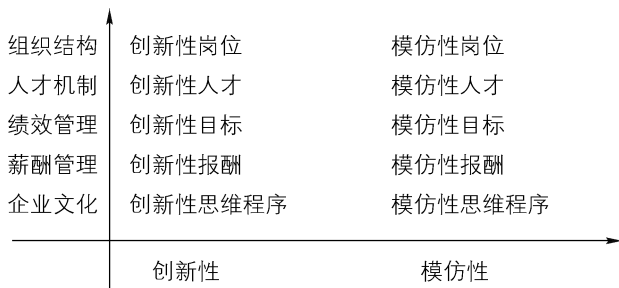 组织结构 创新性岗位 模仿性岗位
人才机制 创新性人才 模仿性人才
绩效管理 创新性目标 模仿性目标
薪酬管理 创新性报酬 模仿性报酬
企业文化 创新性思维程序 模仿性思维程序
创新性 模仿性